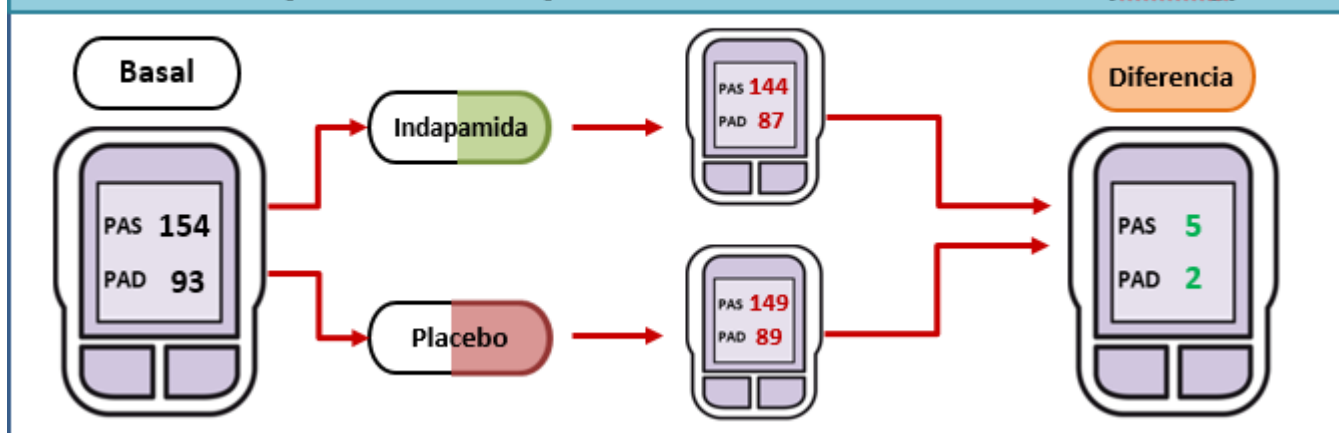 Basal
PAS 154
PAD 93
Indapamida
PAS 144
PAD 87
Placebo
PAS 149
PAD 89
Diferencia
PAS 5
PAD 2